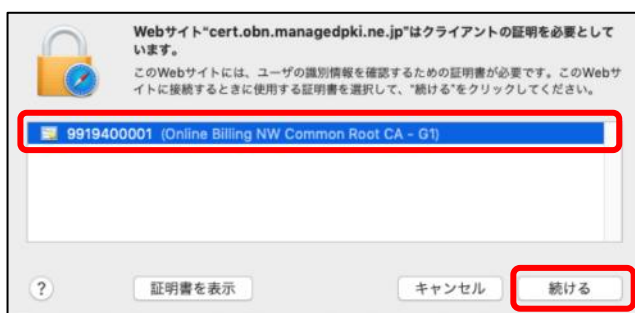 Webサイト“cert.obn.managedpki.ne.jp”はクライアントの証明を必要として
います。
このWebサイトには、ユーザの識別情報を確認するための証明書が必要です。このWebサ
イトに接続するときに使用する証明書を選択して、“続ける”をクリックしてください。
9919400001 (Online Billing NW Common Root CA - G1)
? 証明書を表示 キャンセル 続ける